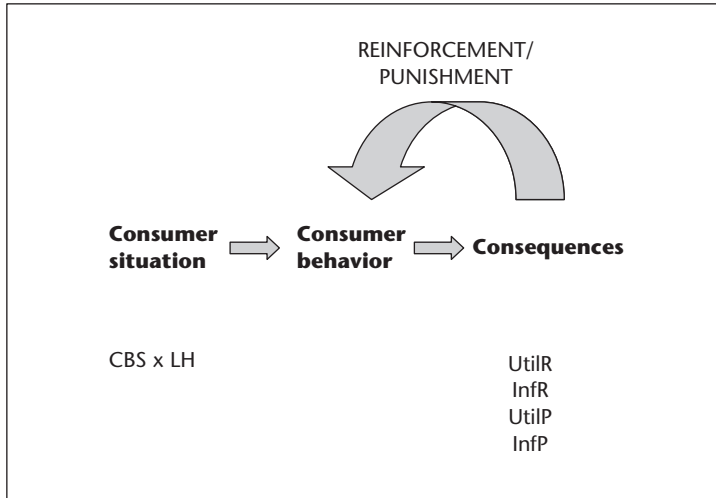 REINFORCEMENT/
PUNISHMENT
Consumer
situation
Consumer
behavior
Consequences
CBS x LH
UtilR
InfR
UtilP
InfP